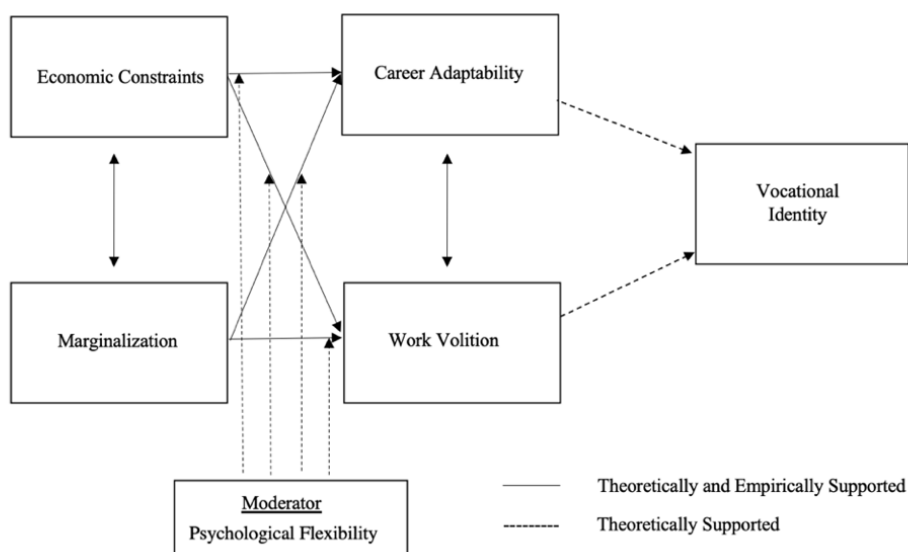 Economic Constraints
Career Adaptability
Vocational
Identity
Marginalization
Work Volition
Moderator
Psychological Flexibility
Theoretically and Empirically Supported
Theoretically Supported